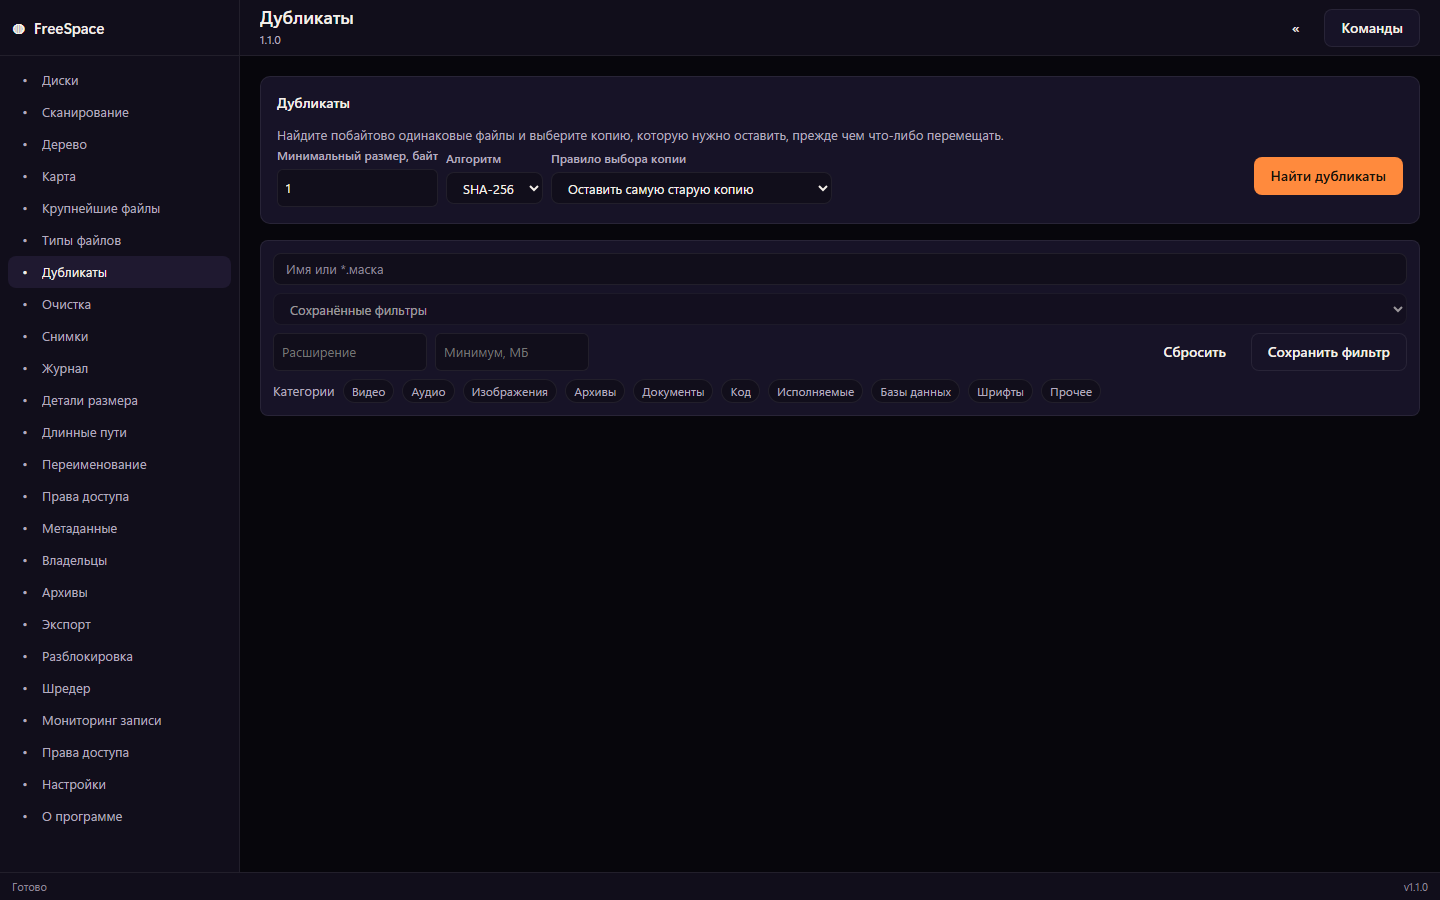 FreeSpace
Диски
Сканирование
Дерево
Карта
Крупнейшие файлы
Типы файлов
Дубликаты
Очистка
Снимки
Журнал
Детали размера
Длинные пути
Переименование
Права доступа
Метаданные
Владельцы
Архивы
Экспорт
Разблокировка
Шредер
Мониторинг записи
Права доступа
Настройки
О программе
Дубликаты
1.1.0
« Команды
Дубликаты
Найдите побайтово одинаковые файлы и выберите копию, которую нужно оставить, прежде чем что-либо перемещать.
Минимальный размер, байт Алгоритм Правило выбора копии
1 SHA-256 Оставить самую старую копию Найти дубликаты
Имя или *.маска
Сохранённые фильтры
Расширение Минимум, МБ Сбросить Сохранить фильтр
Категории Видео Аудио Изображения Архивы Документы Код Исполняемые Базы данных Шрифты Прочее
Готово v1.1.0